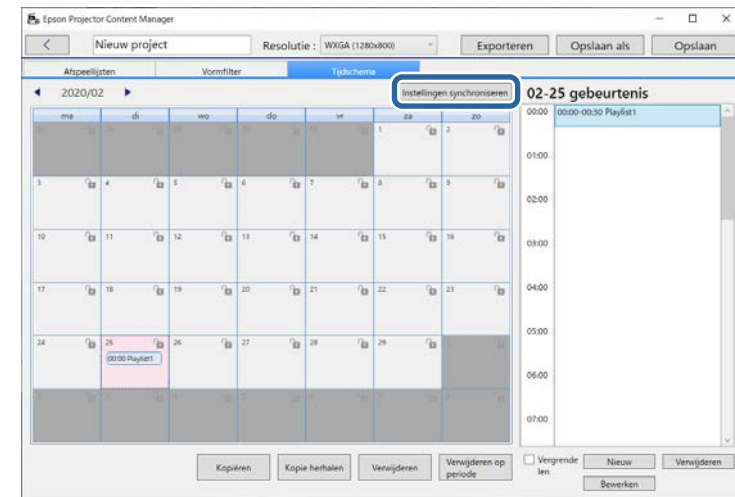 Epson Projector Content Manager
Nieuw project
Resolutie : WXGA (1280x800)
Exporteren
Opslaan als
Opslaan
Afspeellijsten
Vormfilter
Tijdschema
2020/02
Instellingen synchroniseren
02-25 gebeurtenis
ma di wo do vr za zo
1 2
3 4 5 6 7 8 9
10 11 12 13 14 15 16
17 18 19 20 21 22 23
24 25 26 27 28 29
00:00 Playlist1
00:00
00:00-00:50 Playlist1
01:00
02:00
03:00
04:00
05:00
06:00
07:00
Kopiëren
Kopie herhalen
Verwijderen
Verwijderen op
periode
Vergrende
len
Nieuw
Verwijderen
Bewerken